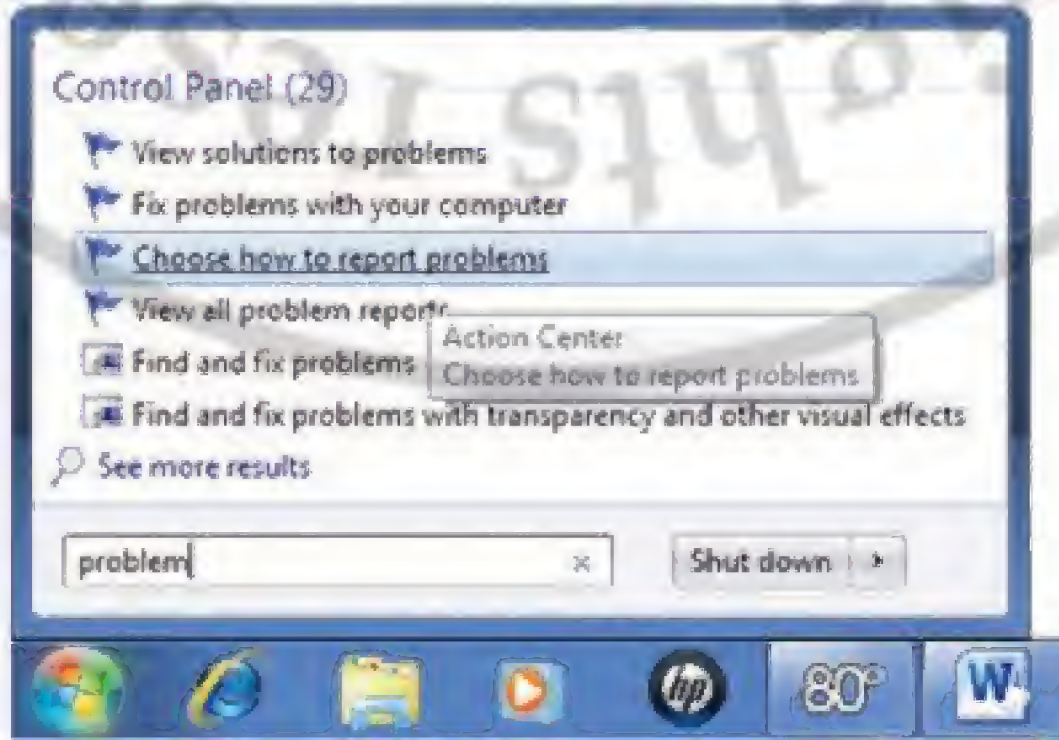 Control Panel (29)
View solutions to problems
Fix problems with your computer
Choose how to report problems
View all problem reports
Action Center
Choose how to report problems
Find and fix problems
Find and fix problems with transparency and other visual effects
See more results
problem
Shut down
hp
80°
W